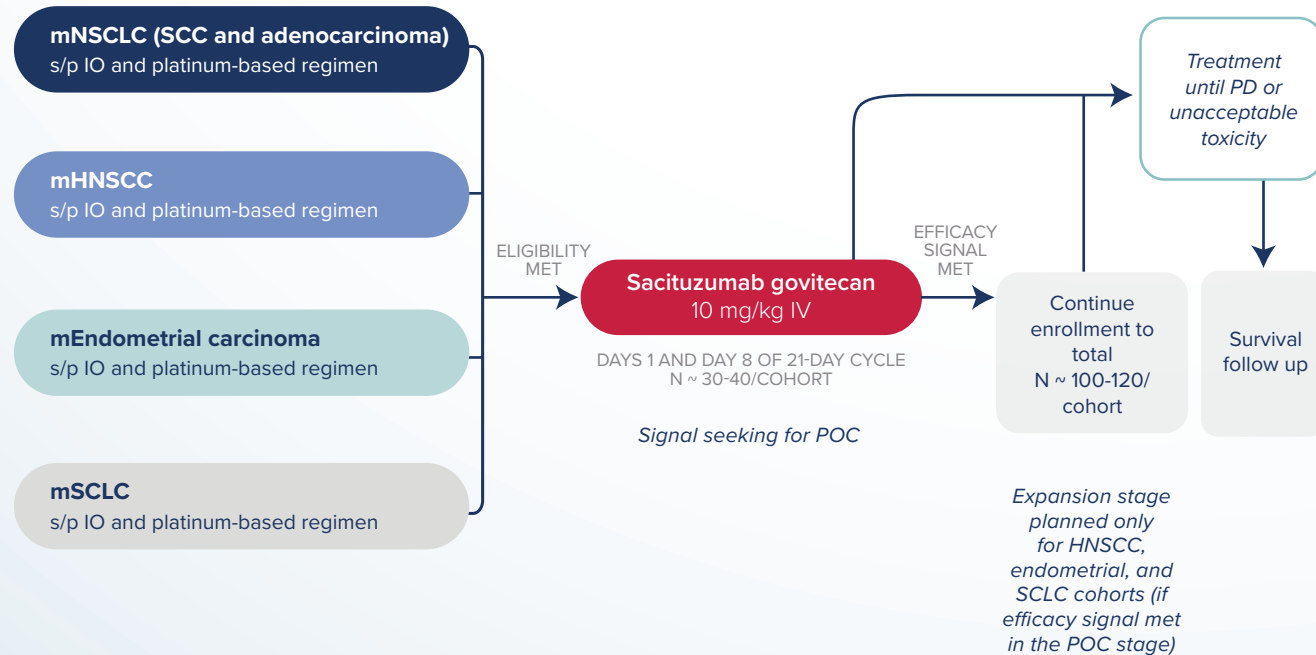 mNSCLC (SCC and adenocarcinoma)
s/p IO and platinum-based regimen
mHNSCC
s/p IO and platinum-based regimen
mEndometrial carcinoma
s/p IO and platinum-based regimen
mSCLC
s/p IO and platinum-based regimen
ELIGIBILITY
MET
Sacituzumab govitecan
10 mg/kg IV
DAYS 1 AND DAY 8 OF 21-DAY CYCLE
N ~ 30-40/COHORT
Signal seeking for POC
EFFICACY
SIGNAL
MET
Continue
enrollment to
total
N ~ 100-120/
cohort
Expansion stage
planned only
for HNSCC,
endometrial, and
SCLC cohorts (if
efficacy signal met
in the POC stage)
Treatment
until PD or
unacceptable
toxicity
Survival
follow up